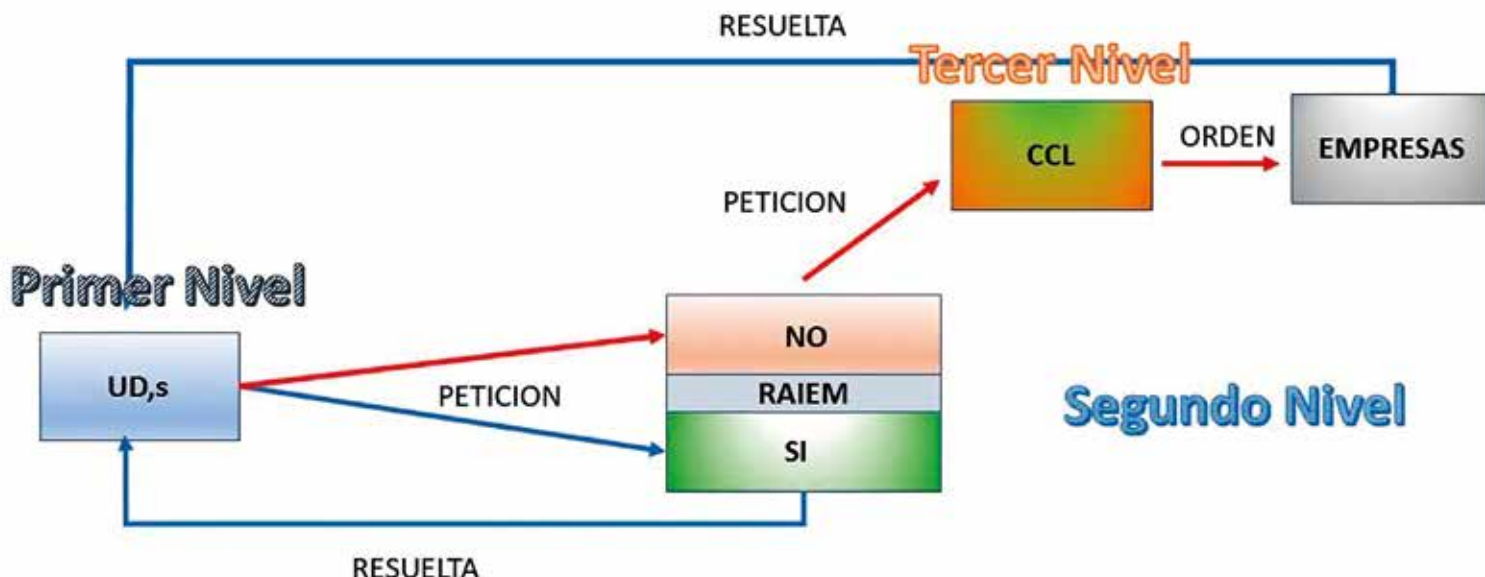 RESUELTA
Tercer Nivel
CCL
ORDEN
EMPRESAS
PETICION
Primer Nivel
UD,s
PETICION
NO
RAIEM
SI
Segundo Nivel
RESUELTA